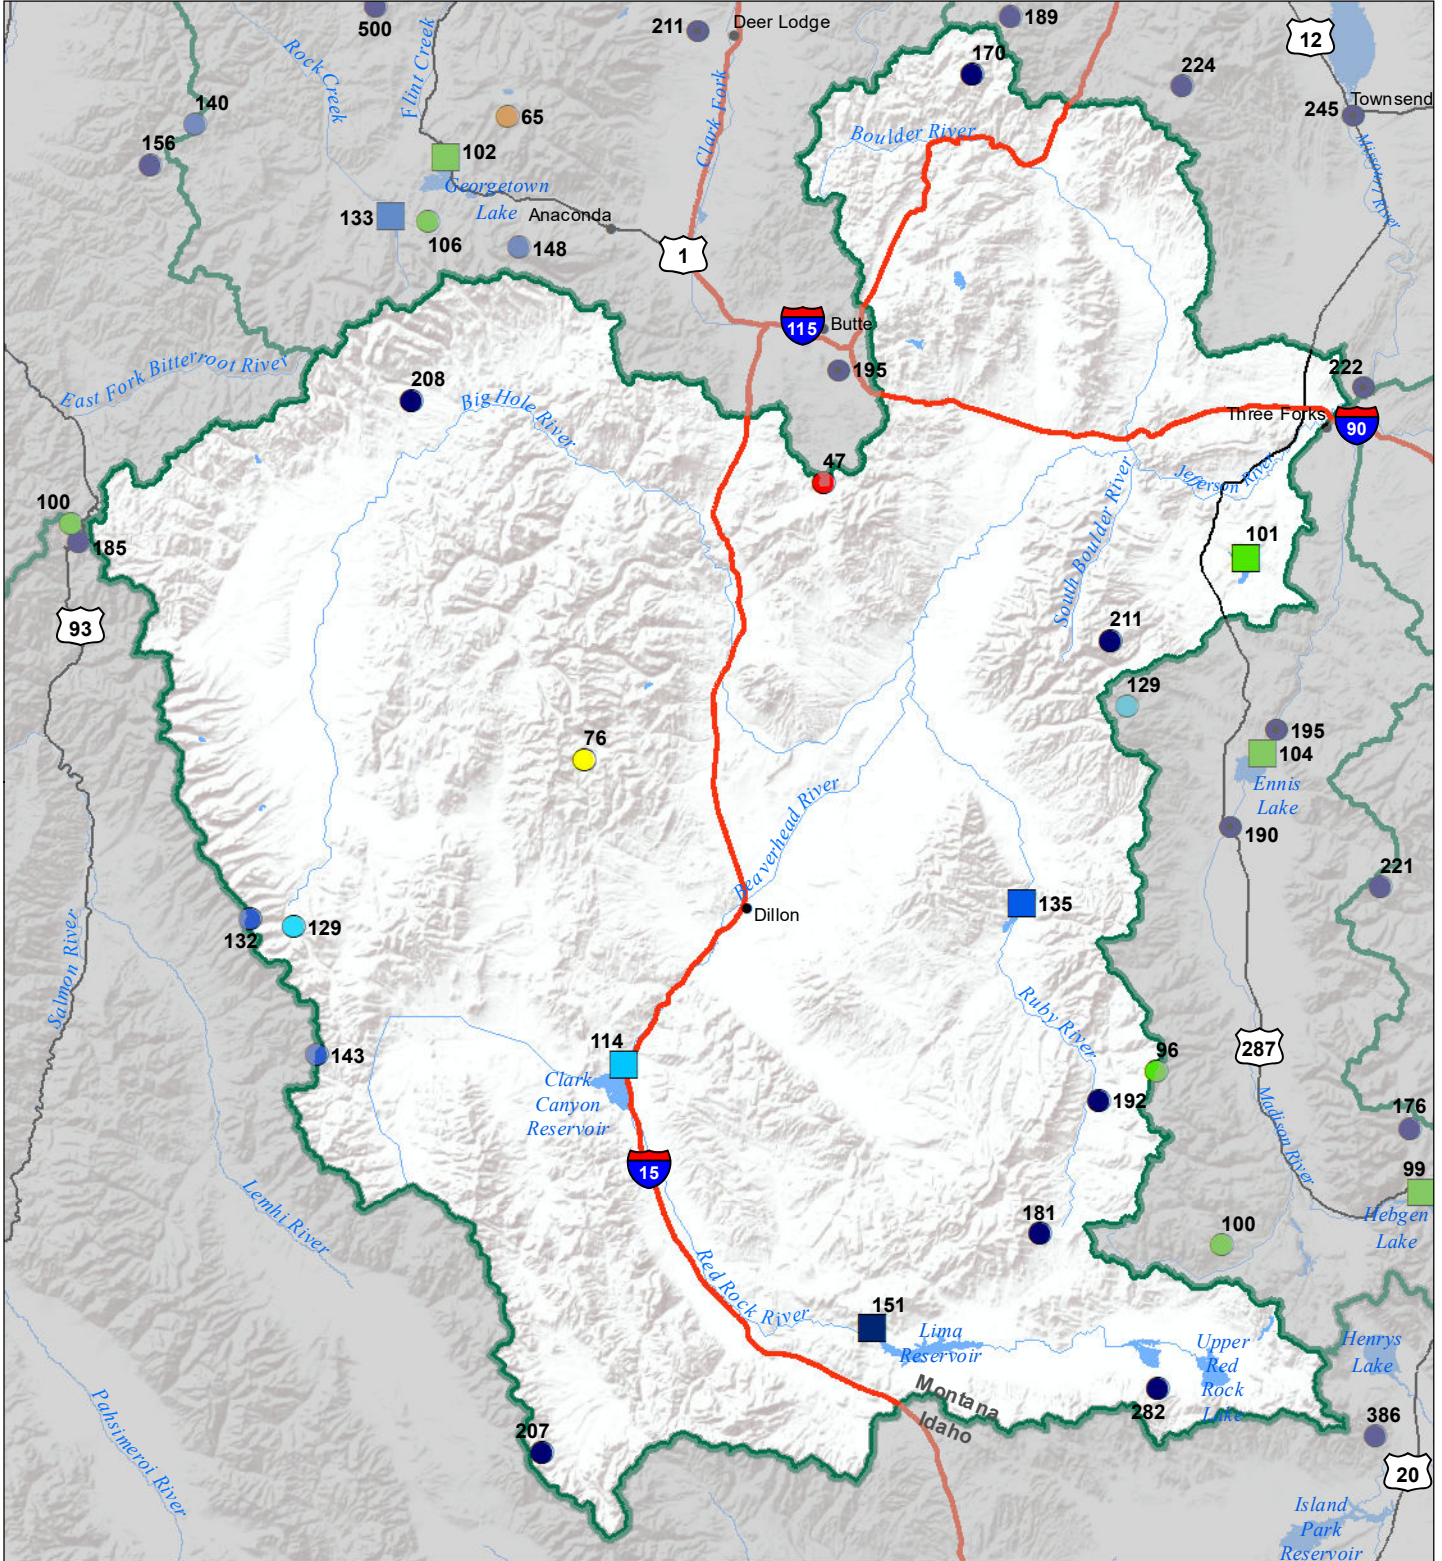 500
Rock Creek
Flint Creek
211
Deer Lodge
189
12
170
224
140
65
Clark Fork
Boulder River
245
Townsend
156
102
Missouri River
Georgetown
Lake
133
106
Anaconda
148
1
115
Butte
East Fork Bitterroot River
208
195
222
Big Hole River
Three Forks
90
47
Jefferson River
100
185
South Boulder River
101
93
211
129
76
195
104
Ennis
Lake
Beaverhead River
190
221
Salmon River
132
129
Dillon
135
Ruby River
143
114
Clark
Canyon
Reservoir
96
287
192
Madison River
176
15
99
Lemhi River
181
100
Hebgen
Lake
Red Rock River
151
Lima
Reservoir
Upper
Red
Rock
Lake
Henrys
Lake
Montana
Idaho
282
386
Pahsimeroi River
207
20
Island
Park
Reservoir